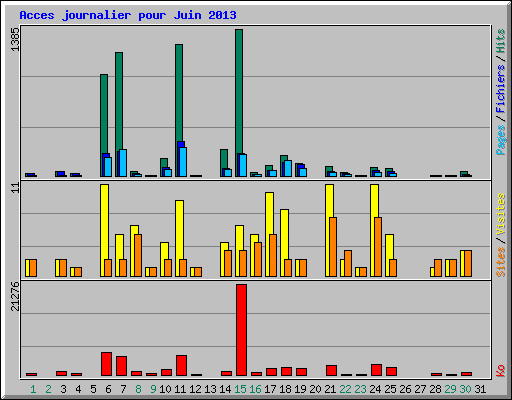 Acces journalier pour Juin 2013
1385
Pages/Fichiers/Hits
11
Sites/Visites
21276
Ko
1 2 3 4 5 6 7 8 9 10 11 12 13 14 15 16 17 18 19 20 21 22 23 24 25 26 27 28 29 30 31